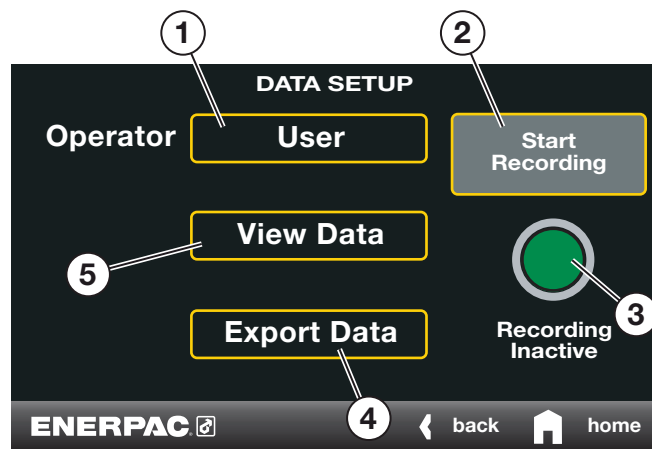 1
2
DATA SETUP
Operator
User
Start
Recording
View Data
5
3
Export Data
Recording
Inactive
4
ENERPAC
back
home